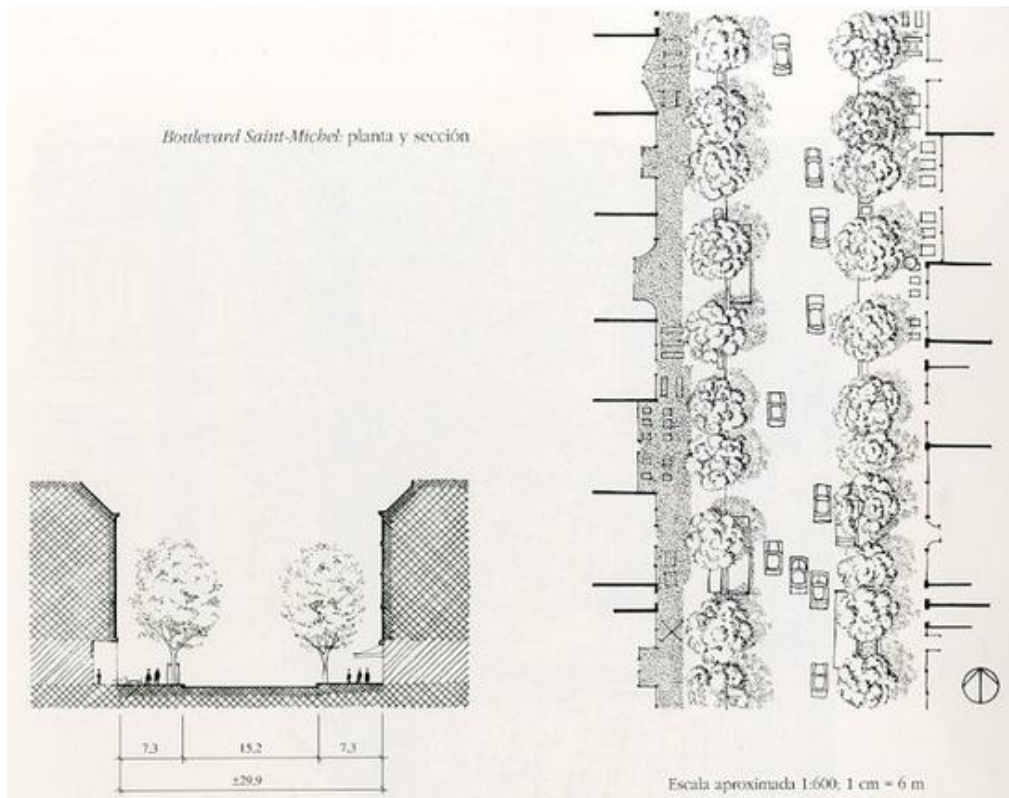 Boulevard Saint-Michel: planta y sección
7,3 15,2 7,3
±29,9
Escala aproximada 1:600; 1 cm = 6 m